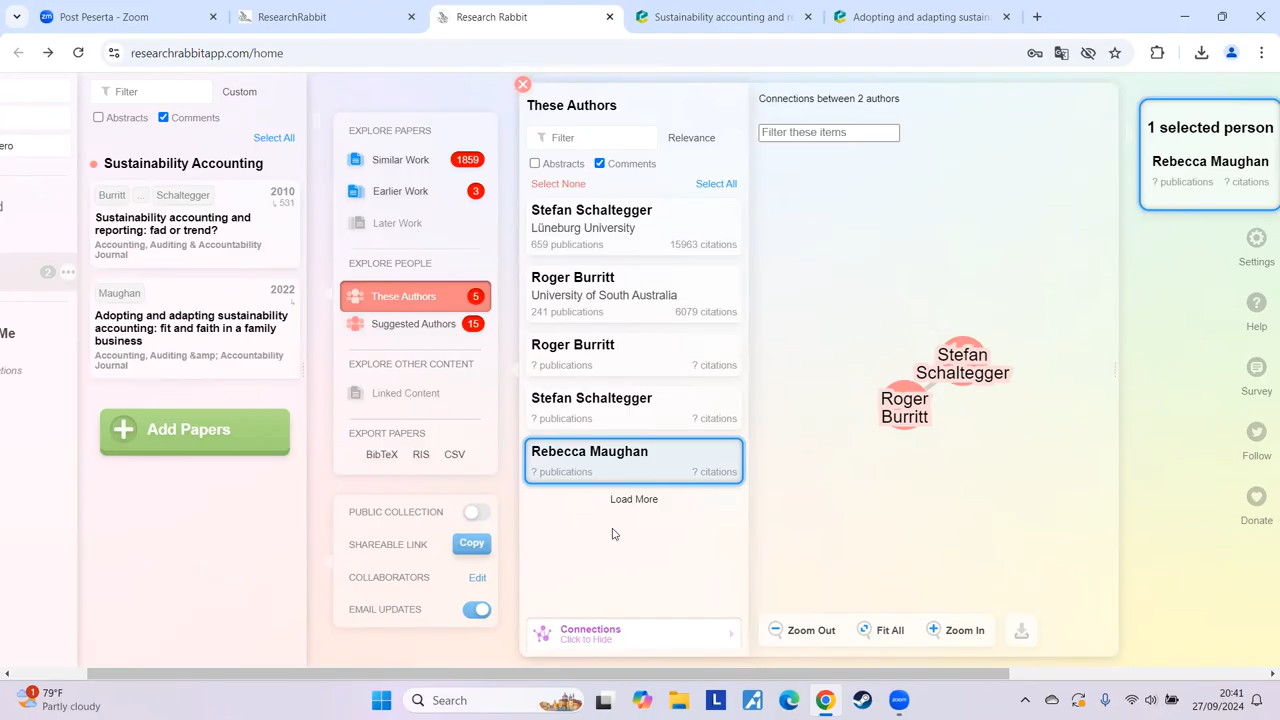 Post Peserta - Zoom
ResearchRabbit
Research Rabbit
Sustainability accounting and r
Adopting and adapting sustain
researchrabbitapp.com/home
ero
d
2
Me
ctions
Filter
Custom
Abstracts
Comments
Select All
Sustainability Accounting
Burritt
...
Schaltegger
2010
531
Sustainability accounting and
reporting: fad or trend?
Accounting, Auditing & Accountability
Journal
Maughan
2022
Adopting and adapting sustainability
accounting: fit and faith in a family
business
Accounting, Auditing &amp; Accountability
Journal
Add Papers
EXPLORE PAPERS
Similar Work 1859
Earlier Work 3
Later Work
EXPLORE PEOPLE
These Authors 5
Suggested Authors 15
EXPLORE OTHER CONTENT
Linked Content
EXPORT PAPERS
BibTeX RIS CSV
PUBLIC COLLECTION
SHAREABLE LINK Copy
COLLABORATORS Edit
EMAIL UPDATES
These Authors
Filter
Relevance
Abstracts
Comments
Select None
Select All
Stefan Schaltegger
Lüneburg University
659 publications 15963 citations
Roger Burritt
University of South Australia
241 publications 6079 citations
Roger Burritt
? publications ? citations
Stefan Schaltegger
? publications ? citations
Rebecca Maughan
? publications ? citations
Load More
Connections
Click to Hide
Connections between 2 authors
Filter these items
Stefan
Schaltegger
Roger
Burritt
Zoom Out
Fit All
Zoom In
1 selected person
Rebecca Maughan
? publications ? citations
Settings
Help
Survey
Follow
Donate
1
79°F
Partly cloudy
Search
20:41
27/09/2024